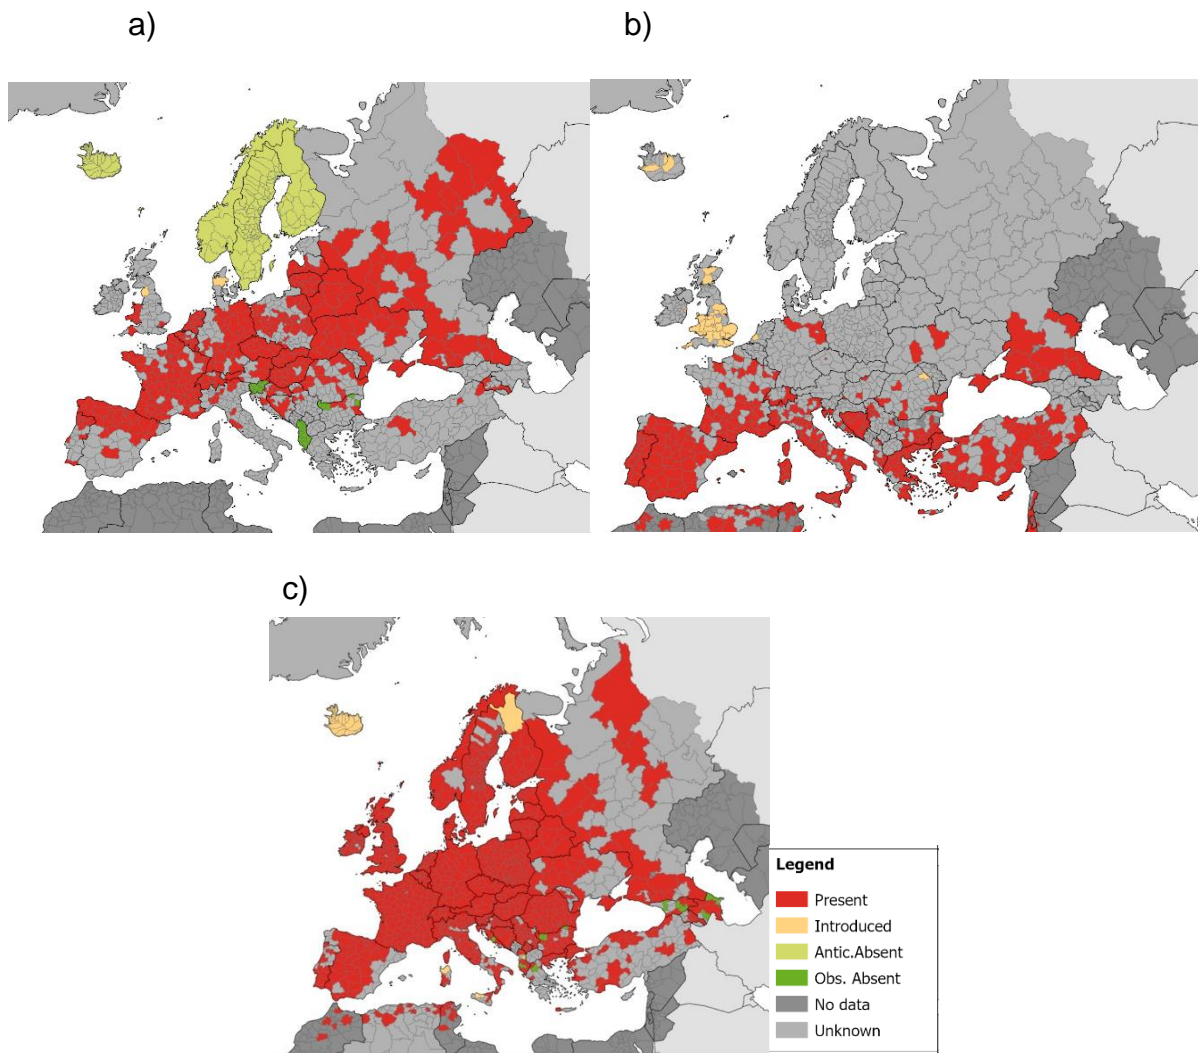 a)
b)
c)
Legend
Present
Introduced
Antic.Absent
Obs. Absent
No data
Unknown